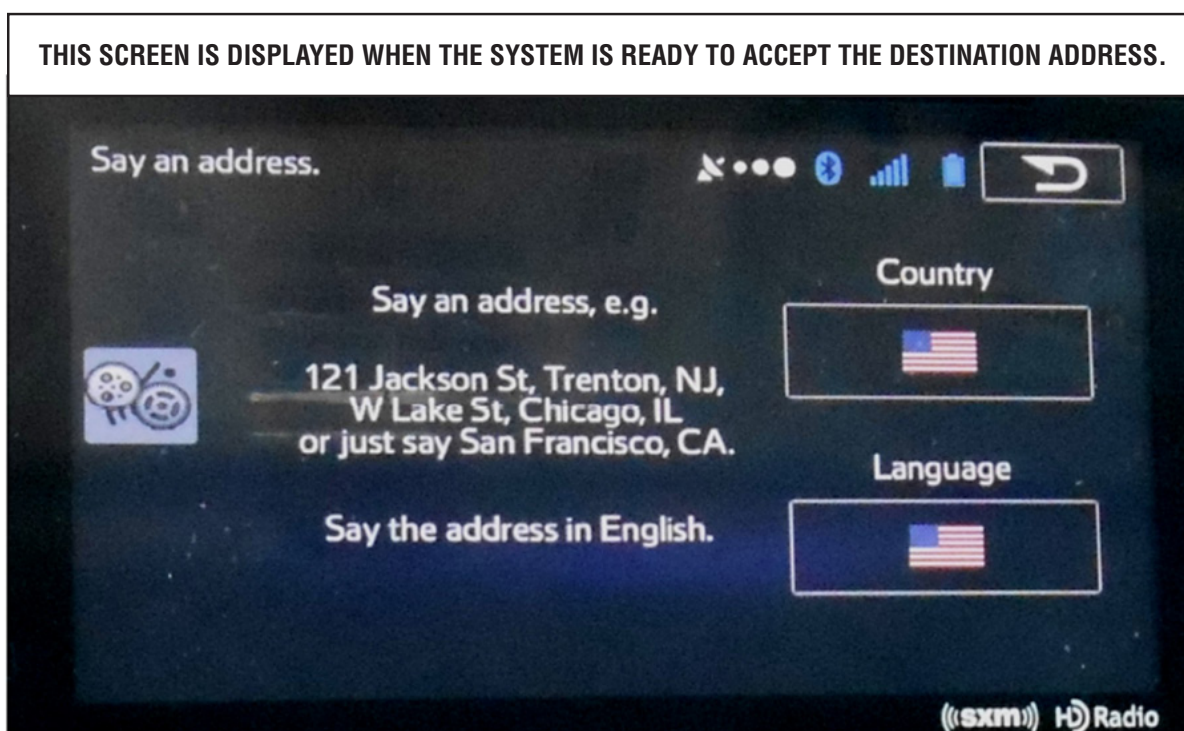 THIS SCREEN IS DISPLAYED WHEN THE SYSTEM IS READY TO ACCEPT THE DESTINATION ADDRESS.
Say an address.
Country
Say an address, e.g.
121 Jackson St, Trenton, NJ,
W Lake St, Chicago, IL
or just say San Francisco, CA.
Language
Say the address in English.
((SXM)) HD Radio